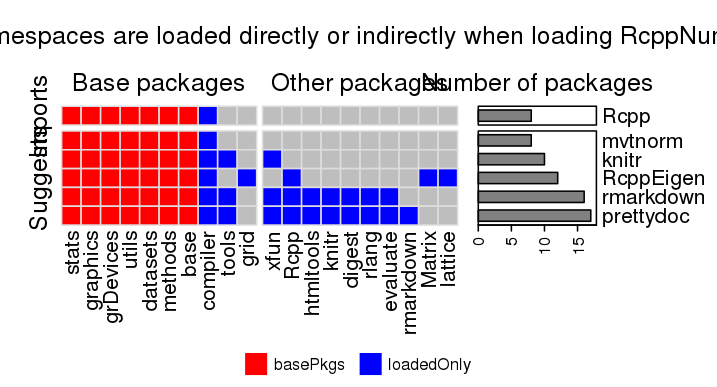 mespaces are loaded directly or indirectly when loading RcppNum
Base packages
Other packages
Number of packages
Imports
Suggests
Rcpp
mvtnorm
knitr
RcppEigen
rmarkdown
prettydoc
0
5
10
15
stats
graphics
grDevices
utils
datasets
methods
base
compiler
tools
grid
xfun
Rcpp
htmltools
knitr
digest
rlang
evaluate
rmarkdown
Matrix
lattice
basePkgs
loadedOnly